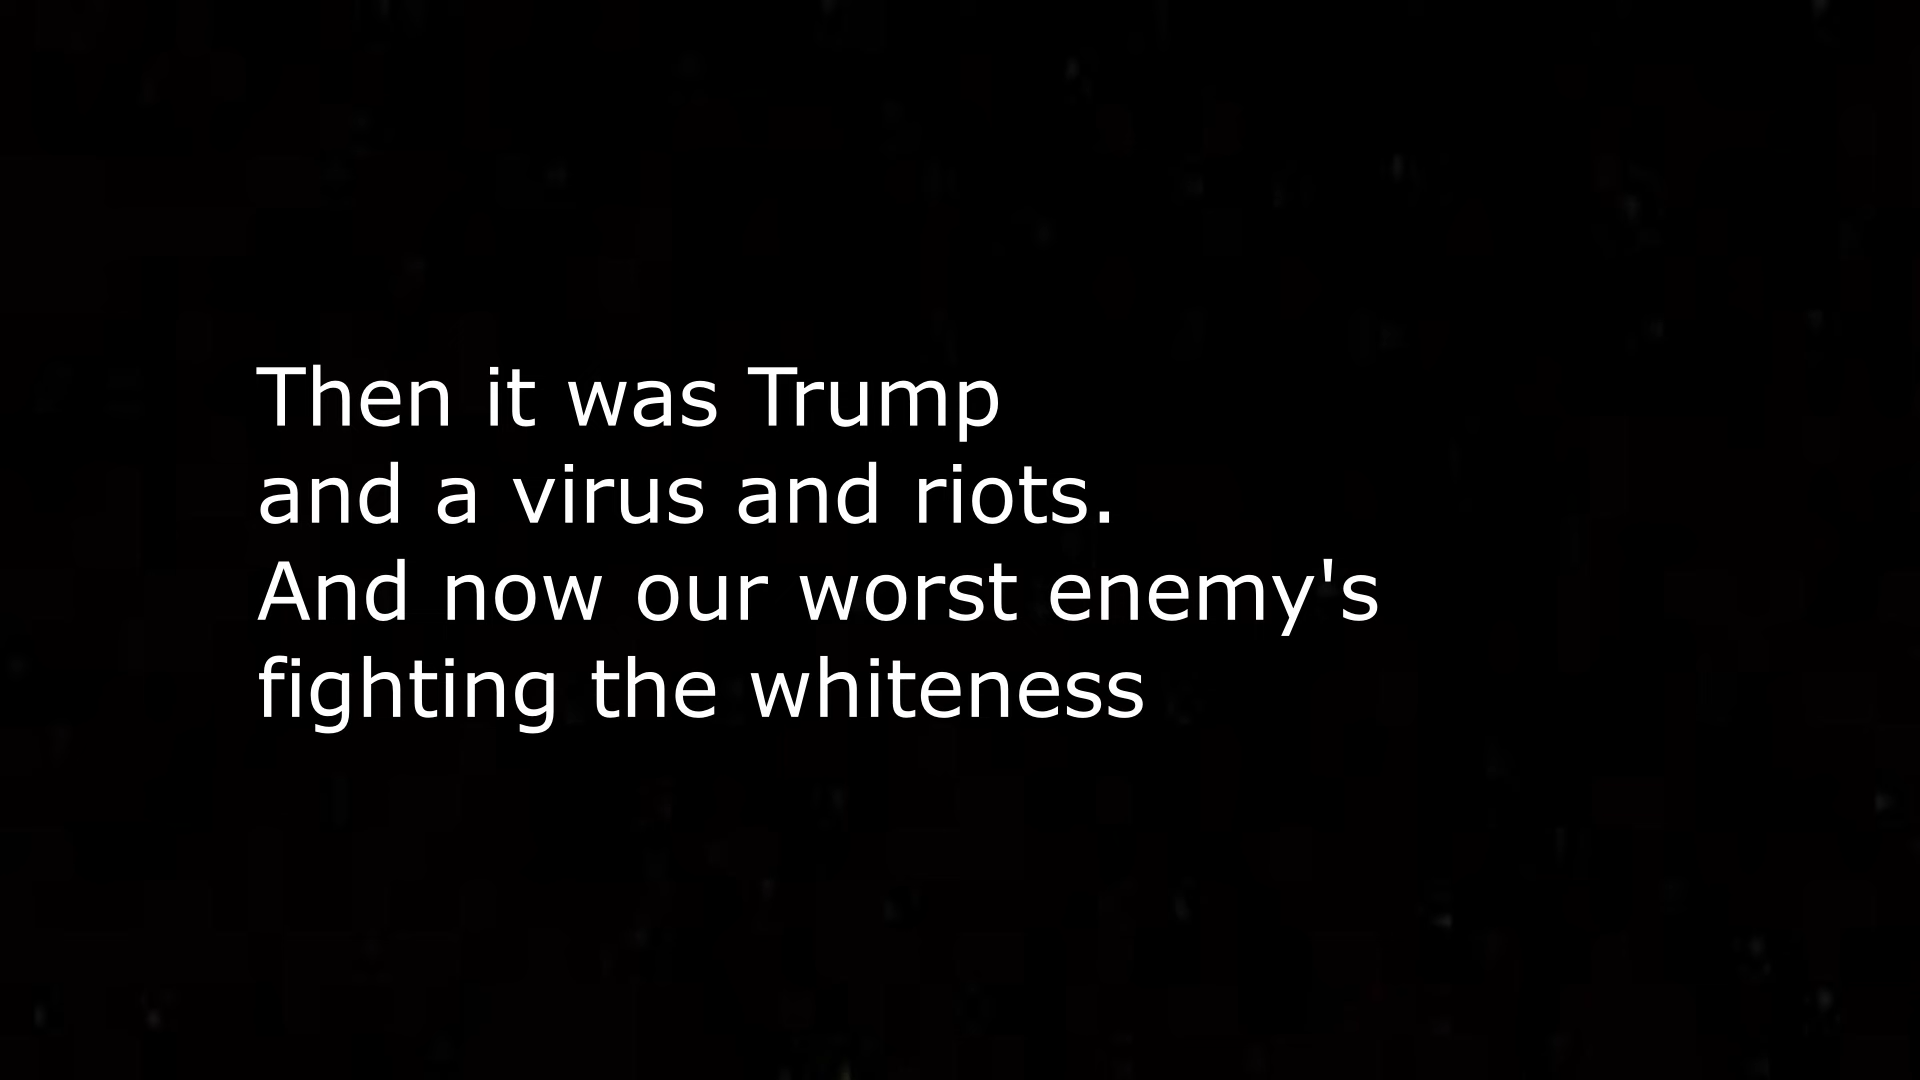 Then it was Trump
and a virus and riots.
And now our worst enemy's
fighting the whiteness